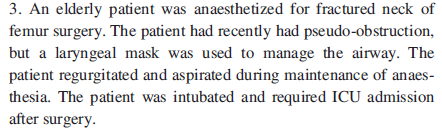 3. An elderly patient was anaesthetized for fractured neck of
femur surgery. The patient had recently had pseudo-obstruction,
but a laryngeal mask was used to manage the airway. The
patient regurgitated and aspirated during maintenance of anaes-
thesia. The patient was intubated and required ICU admission
after surgery.